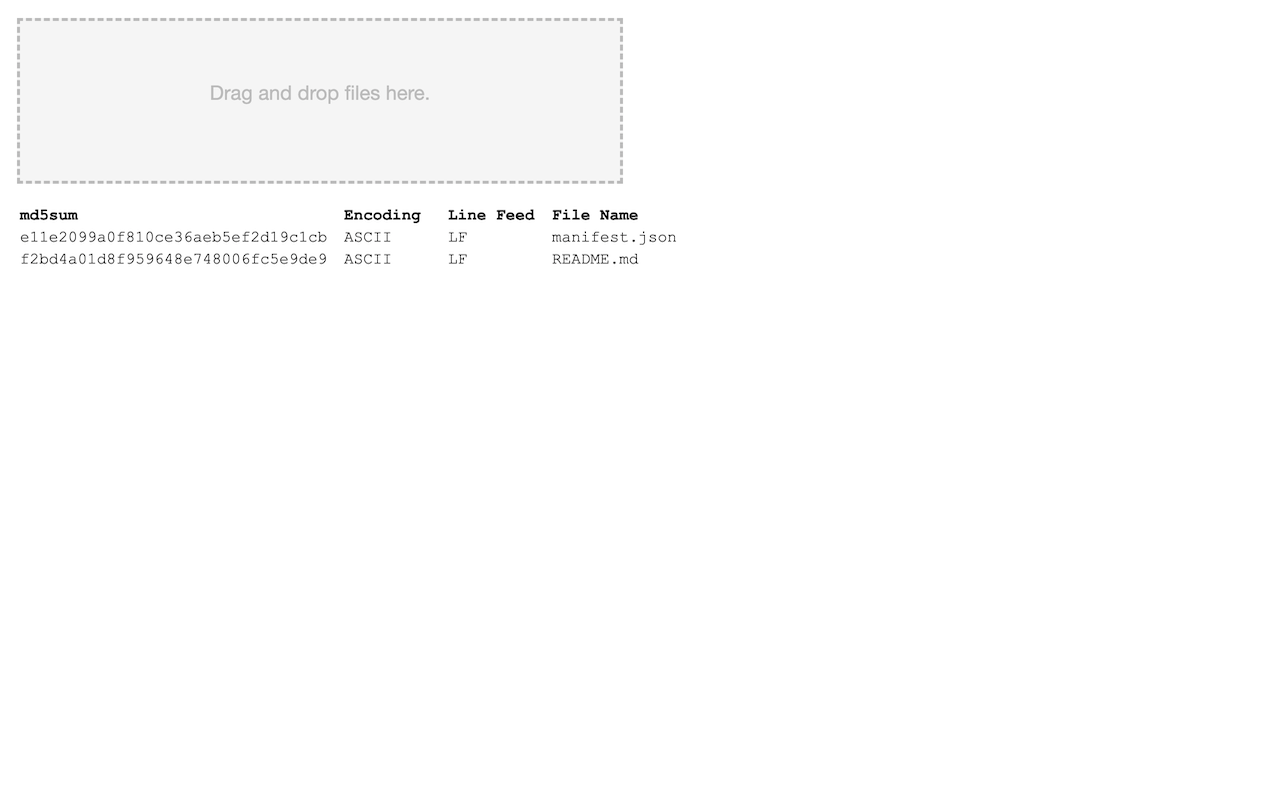 Drag and drop files here.
md5sum Encoding Line Feed File Name
e11e2099a0f810ce36aeb5ef2d19c1cb ASCII LF manifest.json
f2bd4a01d8f959648e748006fc5e9de9 ASCII LF README.md